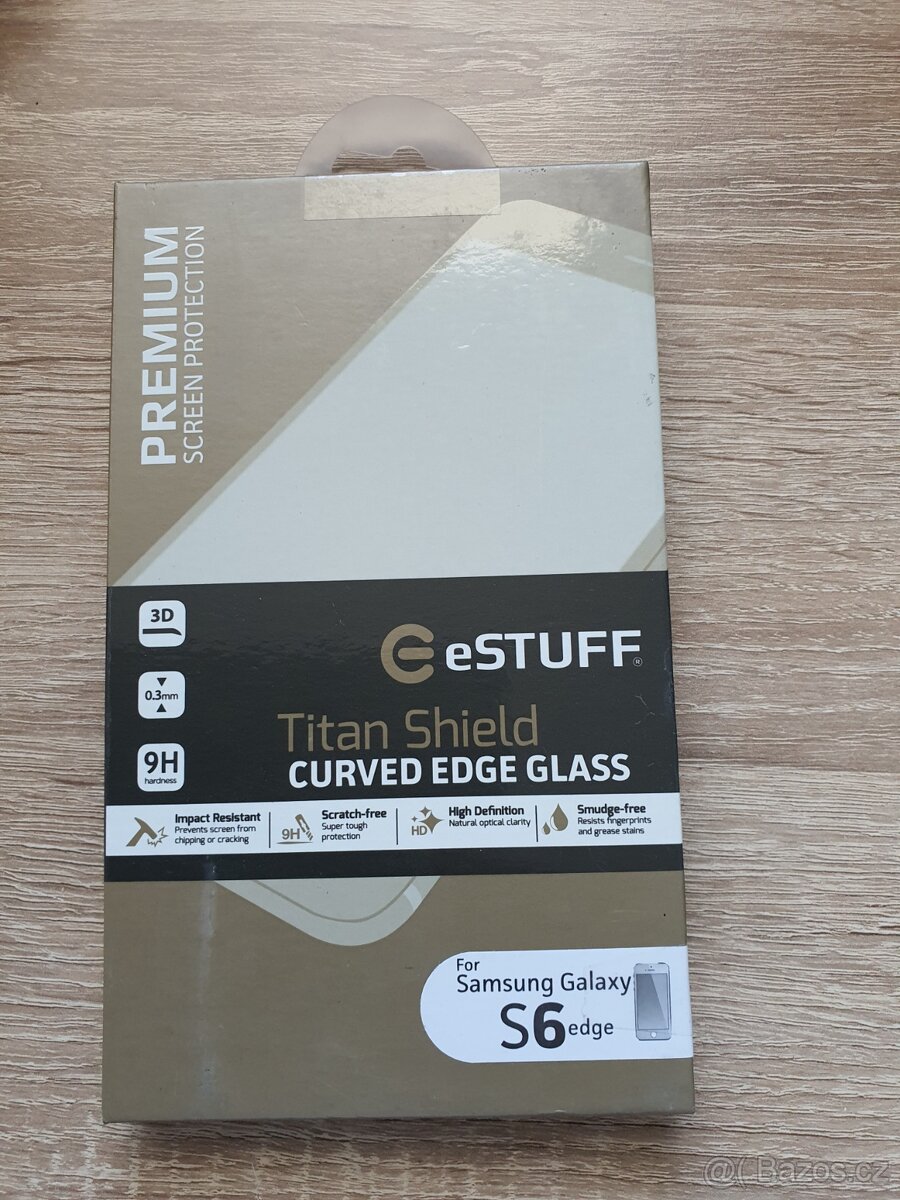 PREMIUM
SCREEN PROTECTION
3D
0.3mm
9H
hardness
eSTUFF®
Titan Shield
CURVED EDGE GLASS
Impact Resistant
Prevents screen from
chipping or cracking
9H
Scratch-free
Super tough
protection
HD
High Definition
Natural optical clarity
Smudge-free
Resists fingerprints
and grease stains
For
Samsung Galaxy
S6 edge
@( Bazos.cz